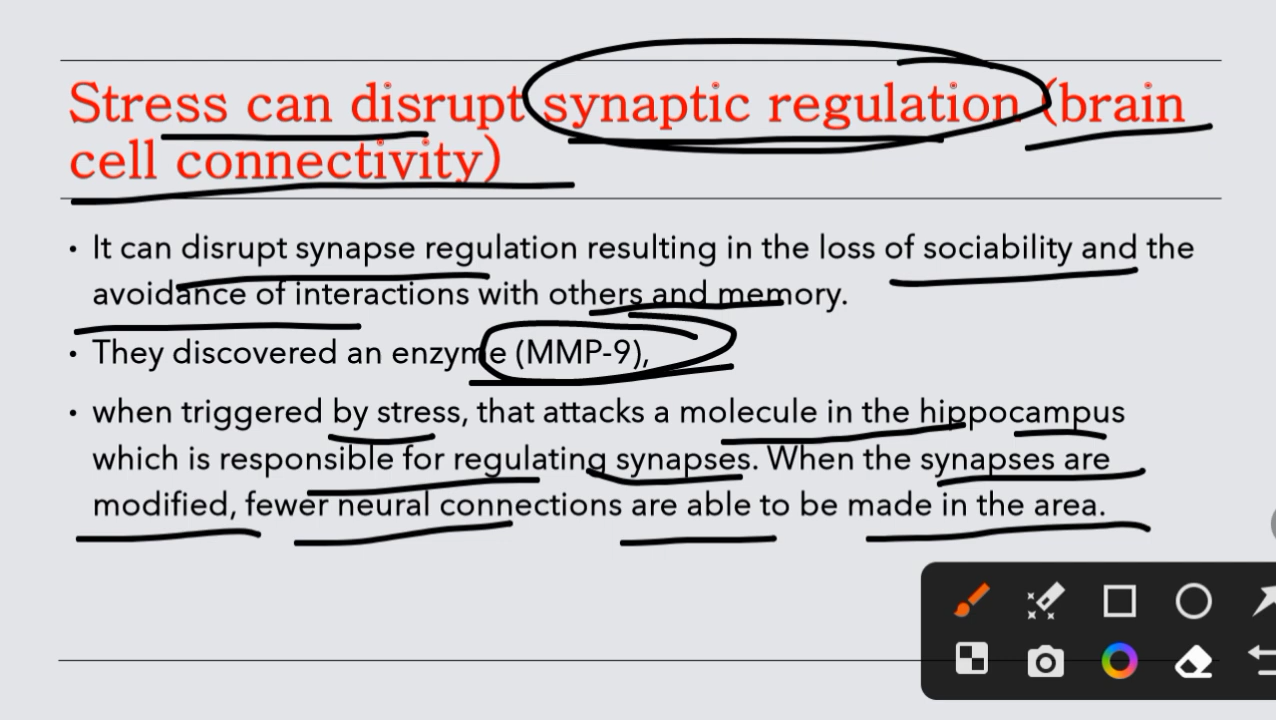 Stress can disrupt synaptic regulation (brain
cell connectivity)
• It can disrupt synapse regulation resulting in the loss of sociability and the
avoidance of interactions with others and memory.
• They discovered an enzyme (MMP-9),
• when triggered by stress, that attacks a molecule in the hippocampus
which is responsible for regulating synapses. When the synapses are
modified, fewer neural connections are able to be made in the area.